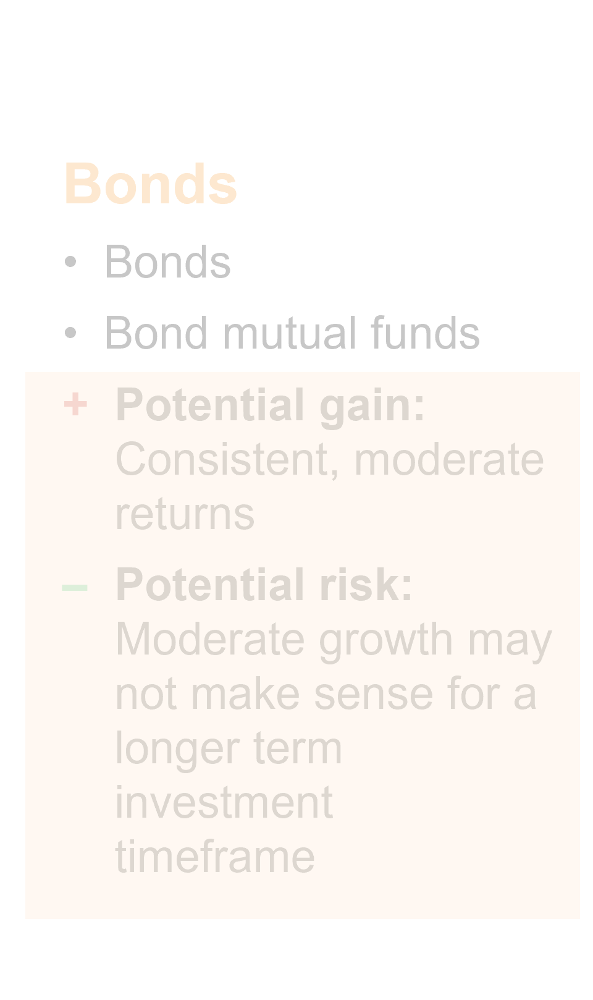 Bonds
• Bonds
• Bond mutual funds
+ Potential gain:
Consistent, moderate
returns
– Potential risk:
Moderate growth may
not make sense for a
longer term
investment
timeframe